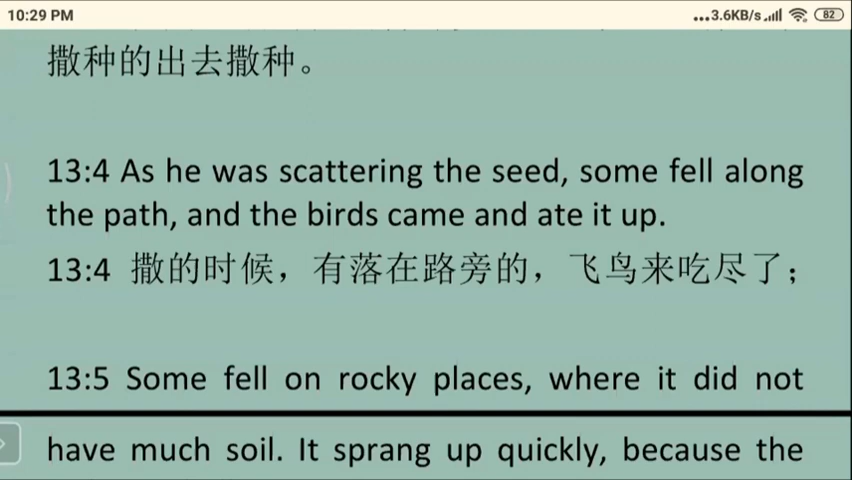 10:29 PM ...3.6KB/s 82
撒种的出去撒种。
13:4 As he was scattering the seed, some fell along
the path, and the birds came and ate it up.
13:4 撒的时候，有落在路旁的，飞鸟来吃尽了；
13:5 Some fell on rocky places, where it did not
have much soil. It sprang up quickly, because the